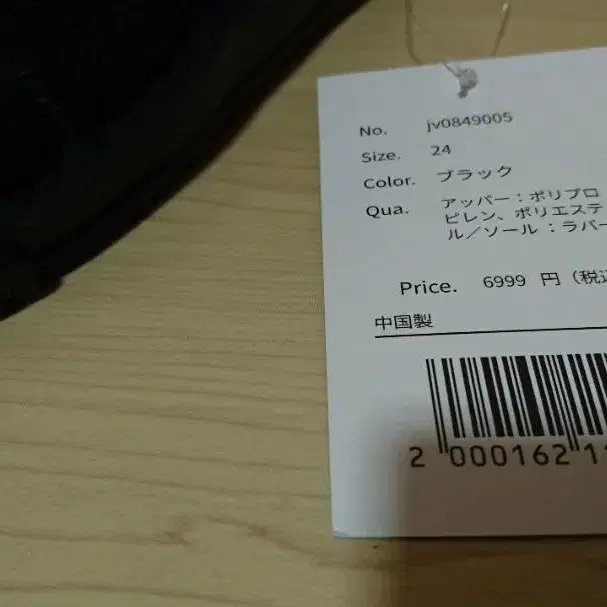 No. jv0849005
Size. 24
Color. ブラック
Qua. アッパー：ポリプロ
ピレン、ポリエステ
ル／ソール：ラバー
Price. 6999 円（税込
中国製
2 000162 1